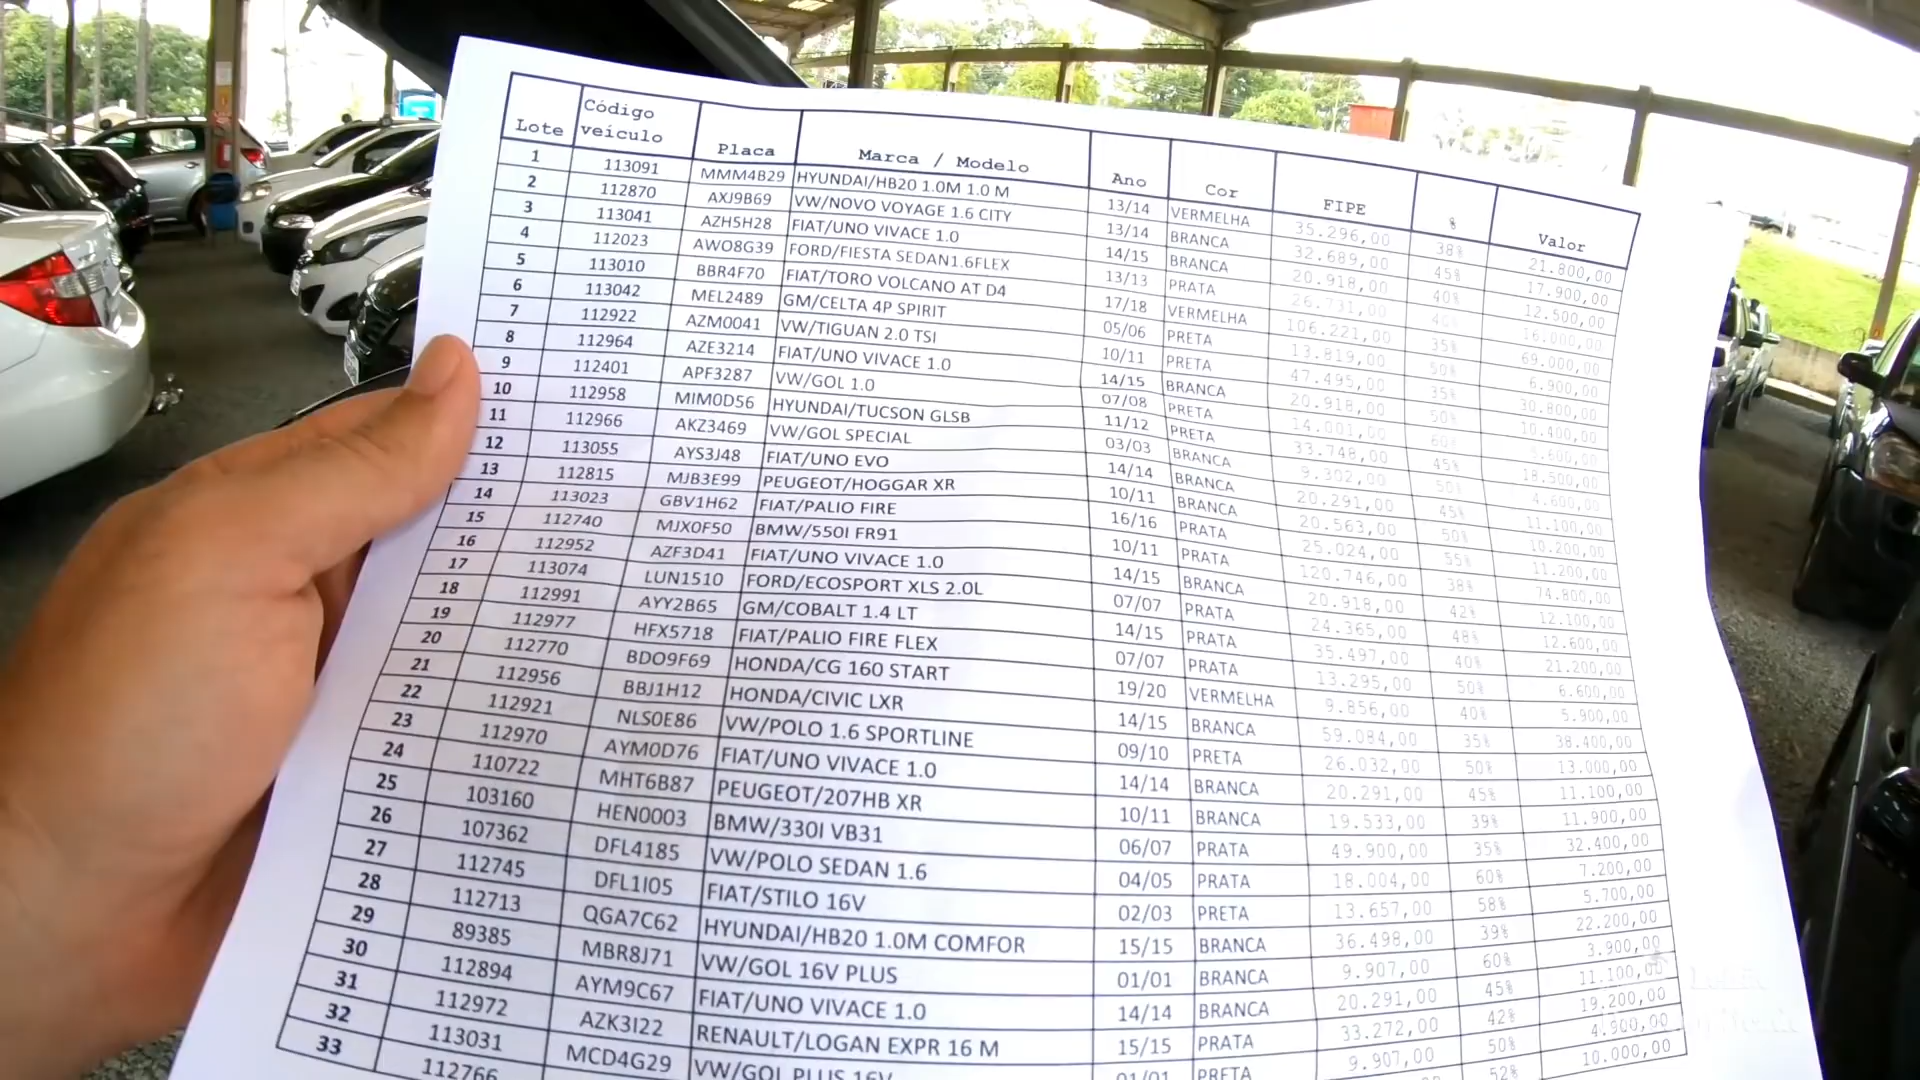 Lote Código veículo Placa Marca / Modelo Ano Cor FIPE % Valor
1 113091 MMM4B29 HYUNDAI/HB20 1.0M 1.0 M 13/14 VERMELHA 35.296,00 38% 21.800,00
2 112870 AXJ9B69 VW/NOVO VOYAGE 1.6 CITY 13/14 BRANCA 32.689,00 45% 17.900,00
3 113041 AZH5H28 FIAT/UNO VIVACE 1.0 14/15 BRANCA 20.918,00 40% 12.500,00
4 112023 AWO8G39 FORD/FIESTA SEDAN1.6FLEX 13/13 PRATA 26.731,00 40% 16.000,00
5 113010 BBR4F70 FIAT/TORO VOLCANO AT D4 17/18 VERMELHA 106.221,00 35% 69.000,00
6 113042 MEL2489 GM/CELTA 4P SPIRIT 05/06 PRETA 13.819,00 50% 6.900,00
7 112922 AZM0041 VW/TIGUAN 2.0 TSI 10/11 PRETA 47.495,00 35% 30.800,00
8 112964 AZE3214 FIAT/UNO VIVACE 1.0 14/15 BRANCA 20.918,00 50% 10.400,00
9 112401 APF3287 VW/GOL 1.0 07/08 PRETA 14.001,00 60% 5.600,00
10 112958 MIM0D56 HYUNDAI/TUCSON GLSB 11/12 PRETA 33.748,00 45% 18.500,00
11 112966 AKZ3469 VW/GOL SPECIAL 03/03 BRANCA 9.302,00 50% 4.600,00
12 113055 AYS3J48 FIAT/UNO EVO 14/14 BRANCA 20.291,00 45% 11.100,00
13 112815 MJB3E99 PEUGEOT/HOGGAR XR 10/11 BRANCA 20.563,00 50% 10.200,00
14 113023 GBV1H62 FIAT/PALIO FIRE 16/16 PRATA 25.024,00 55% 11.200,00
15 112740 MJX0F50 BMW/550I FR91 10/11 PRATA 120.746,00 38% 74.800,00
16 112952 AZF3D41 FIAT/UNO VIVACE 1.0 14/15 BRANCA 20.918,00 42% 12.100,00
17 113074 LUN1510 FORD/ECOSPORT XLS 2.0L 07/07 PRATA 24.365,00 48% 12.600,00
18 112991 AYY2B65 GM/COBALT 1.4 LT 14/15 PRATA 35.497,00 40% 21.200,00
19 112977 HFX5718 FIAT/PALIO FIRE FLEX 07/07 PRATA 13.295,00 50% 6.600,00
20 112770 BDO9F69 HONDA/CG 160 START 19/20 VERMELHA 9.856,00 40% 5.900,00
21 112956 BBJ1H12 HONDA/CIVIC LXR 14/15 BRANCA 59.084,00 35% 38.400,00
22 112921 NLS0E86 VW/POLO 1.6 SPORTLINE 09/10 PRETA 26.032,00 50% 13.000,00
23 112970 AYM0D76 FIAT/UNO VIVACE 1.0 14/14 BRANCA 20.291,00 45% 11.100,00
24 110722 MHT6B87 PEUGEOT/207HB XR 10/11 BRANCA 19.533,00 39% 11.900,00
25 103160 HEN0003 BMW/330I VB31 06/07 PRATA 49.900,00 35% 32.400,00
26 107362 DFL4185 VW/POLO SEDAN 1.6 04/05 PRATA 18.004,00 60% 7.200,00
27 112745 DFL1I05 FIAT/STILO 16V 02/03 PRETA 13.657,00 58% 5.700,00
28 112713 QGA7C62 HYUNDAI/HB20 1.0M COMFOR 15/15 BRANCA 36.498,00 39% 22.200,00
29 89385 MBR8J71 VW/GOL 16V PLUS 01/01 BRANCA 9.907,00 60% 3.900,00
30 112894 AYM9C67 FIAT/UNO VIVACE 1.0 14/14 BRANCA 20.291,00 45% 11.100,00
31 112972 AZK3I22 RENAULT/LOGAN EXPR 16 M 15/15 PRATA 33.272,00 42% 19.200,00
32 113031 MCD4G29 VW/GOL PLUS 16V 01/01 PRETA 9.907,00 50% 4.900,00
33 112766 52% 10.000,00